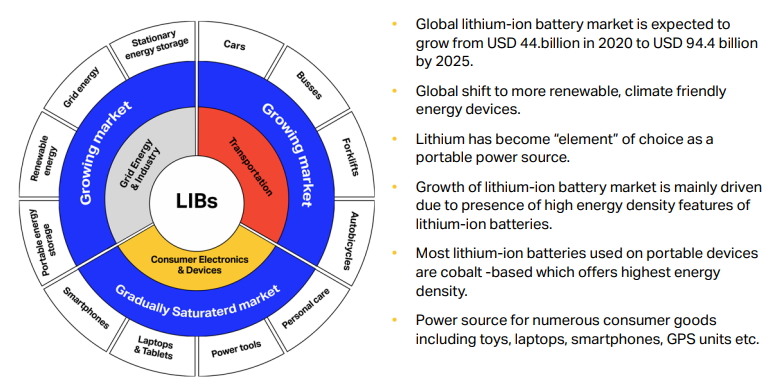 Stationary
energy storage
Cars
Busses
Forklifts
Autobicycles
Personal care
Power tools
Laptops
& Tablets
Smartphones
Portable energy
storage
Renewable
energy
Grid energy
Growing market
Growing market
Gradually Saturaterd market
Grid Energy
& Industry
Transportation
Consumer Electronics
& Devices
LIBs
• Global lithium-ion battery market is expected to
grow from USD 44.billion in 2020 to USD 94.4 billion
by 2025.
• Global shift to more renewable, climate friendly
energy devices.
• Lithium has become “element” of choice as a
portable power source.
• Growth of lithium-ion battery market is mainly driven
due to presence of high energy density features of
lithium-ion batteries.
• Most lithium-ion batteries used on portable devices
are cobalt -based which offers highest energy
density.
• Power source for numerous consumer goods
including toys, laptops, smartphones, GPS units etc.